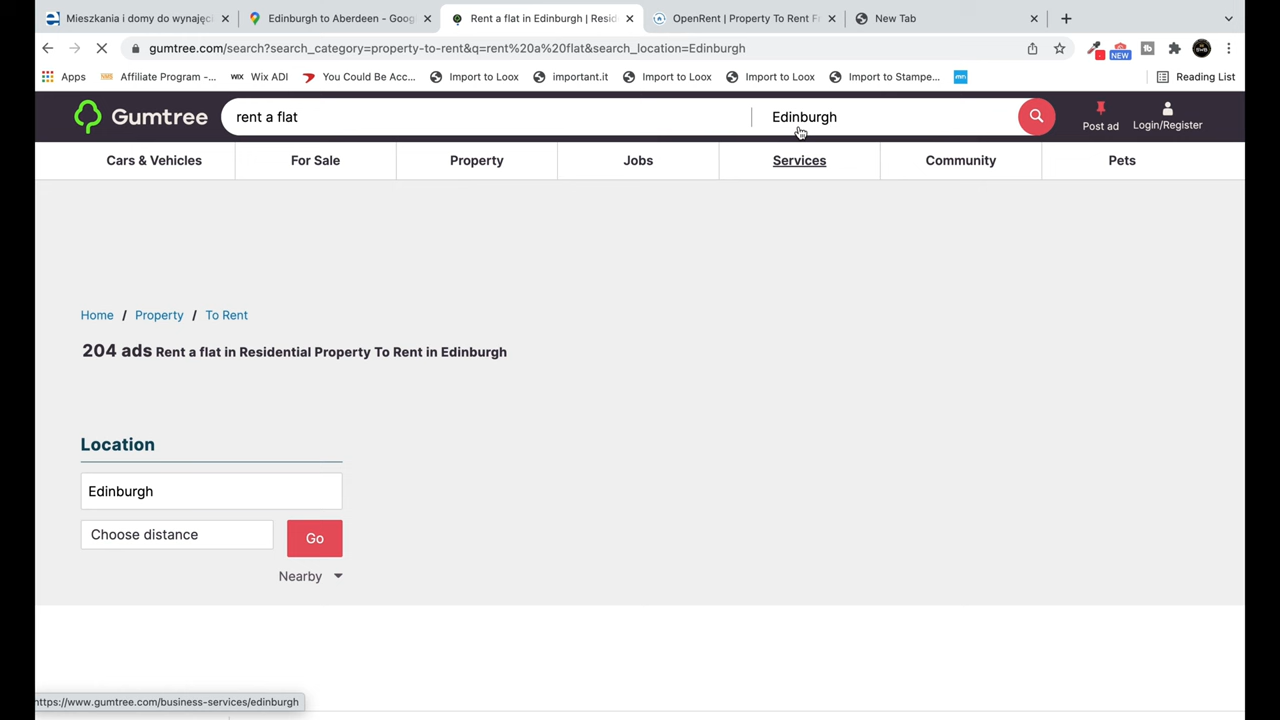 Mieszkania i domy do wynajęci
Edinburgh to Aberdeen - Goog
Rent a flat in Edinburgh | Resid
OpenRent | Property To Rent Fr
New Tab
gumtree.com/search?search_category=property-to-rent&q=rent%20a%20flat&search_location=Edinburgh
NEW
Apps
Affiliate Program -...
WIX Wix ADI
You Could Be Acc...
Import to Loox
important.it
Import to Loox
Import to Loox
Import to Stampe...
mn
Reading List
Gumtree
rent a flat
Edinburgh
Post ad
Login/Register
Cars & Vehicles
For Sale
Property
Jobs
Services
Community
Pets
Home / Property / To Rent
204 ads Rent a flat in Residential Property To Rent in Edinburgh
Location
Edinburgh
Choose distance
Go
Nearby
https://www.gumtree.com/business-services/edinburgh